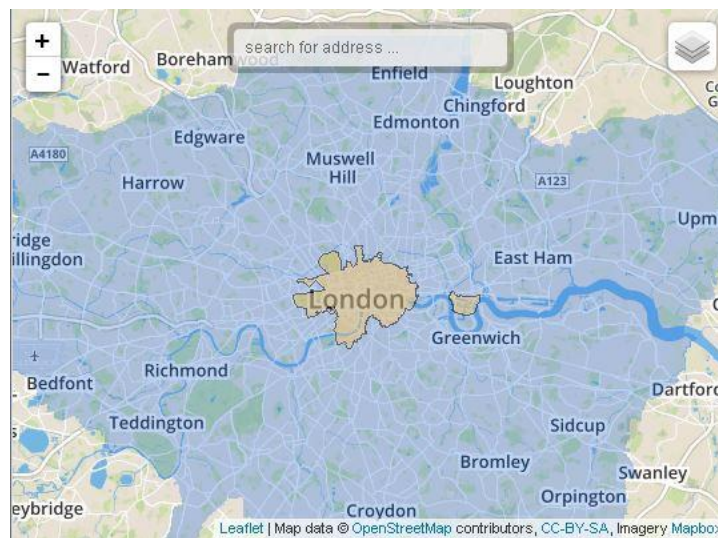 +
search for address ...
−
Watford
Borehamwood
Enfield
Loughton
Chingford
Edmonton
Edgware
Muswell
Hill
A4180
A123
Harrow
Upm
ridge
illingdon
East Ham
London
Greenwich
Richmond
Bedfont
Dartford
Teddington
Sidcup
Bromley
Swanley
Orpington
eybridge
Croydon
Leaflet | Map data © OpenStreetMap contributors, CC-BY-SA, Imagery Mapbox